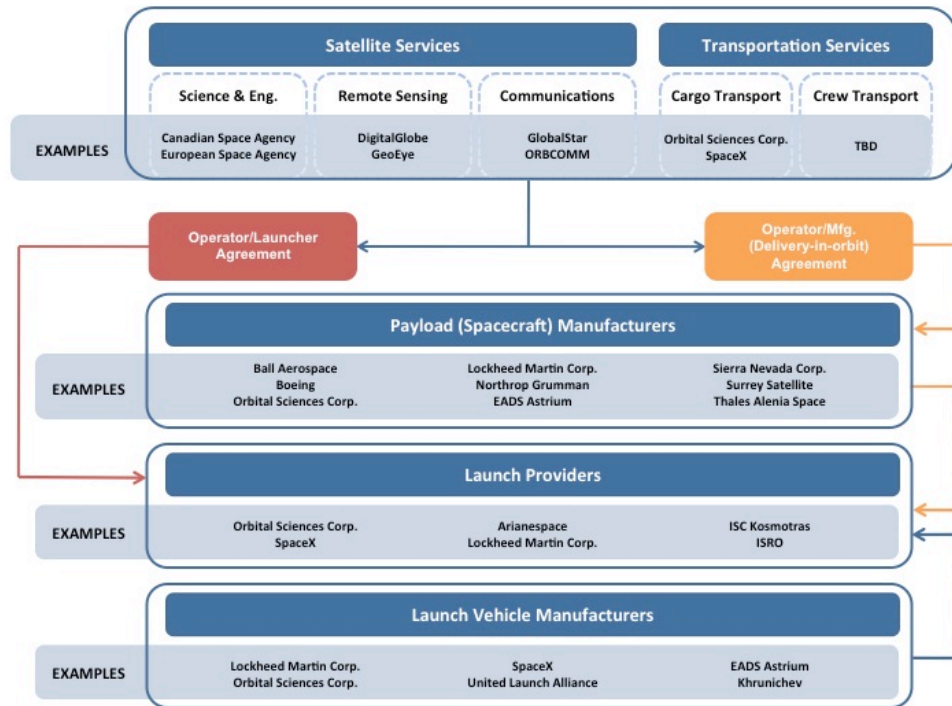 Satellite Services
Transportation Services
Science & Eng.
Remote Sensing
Communications
Cargo Transport
Crew Transport
EXAMPLES
Canadian Space Agency
European Space Agency
DigitalGlobe
GeoEye
GlobalStar
ORBCOMM
Orbital Sciences Corp.
SpaceX
TBD
Operator/Launcher
Agreement
Operator/Mfg.
(Delivery-in-orbit)
Agreement
Payload (Spacecraft) Manufacturers
EXAMPLES
Ball Aerospace
Boeing
Orbital Sciences Corp.
Lockheed Martin Corp.
Northrop Grumman
EADS Astrium
Sierra Nevada Corp.
Surrey Satellite
Thales Alenia Space
Launch Providers
EXAMPLES
Orbital Sciences Corp.
SpaceX
Arianespace
Lockheed Martin Corp.
ISC Kosmotras
ISRO
Launch Vehicle Manufacturers
EXAMPLES
Lockheed Martin Corp.
Orbital Sciences Corp.
SpaceX
United Launch Alliance
EADS Astrium
Khrunichev